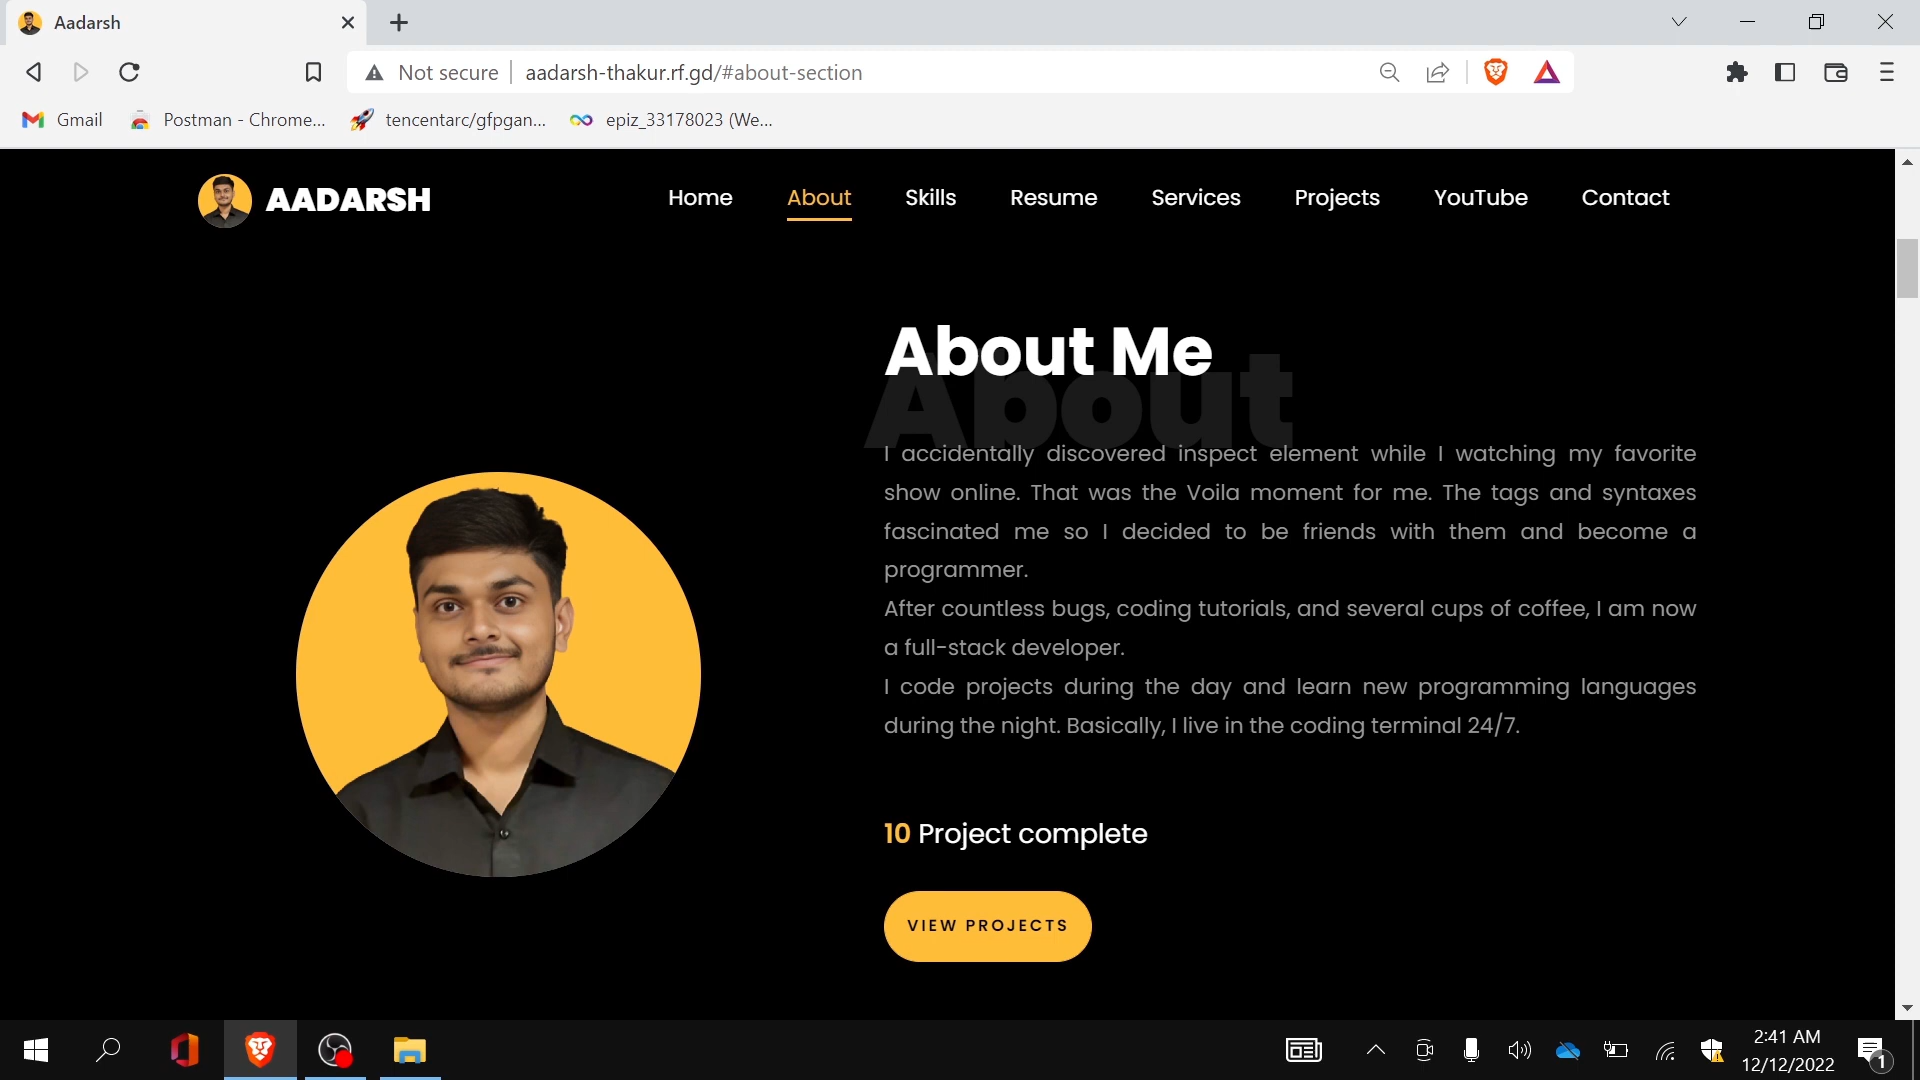 Aadarsh
Not secure aadarsh-thakur.rf.gd/#about-section
Gmail Postman - Chrome... tencentarc/gfpgan... epiz_33178023 (We...
AADARSH Home About Skills Resume Services Projects YouTube Contact
About Me
About
I accidentally discovered inspect element while I watching my favorite
show online. That was the Voila moment for me. The tags and syntaxes
fascinated me so I decided to be friends with them and become a
programmer.
After countless bugs, coding tutorials, and several cups of coffee, I am now
a full-stack developer.
I code projects during the day and learn new programming languages
during the night. Basically, I live in the coding terminal 24/7.
10 Project complete
VIEW PROJECTS
2:41 AM
12/12/2022
1